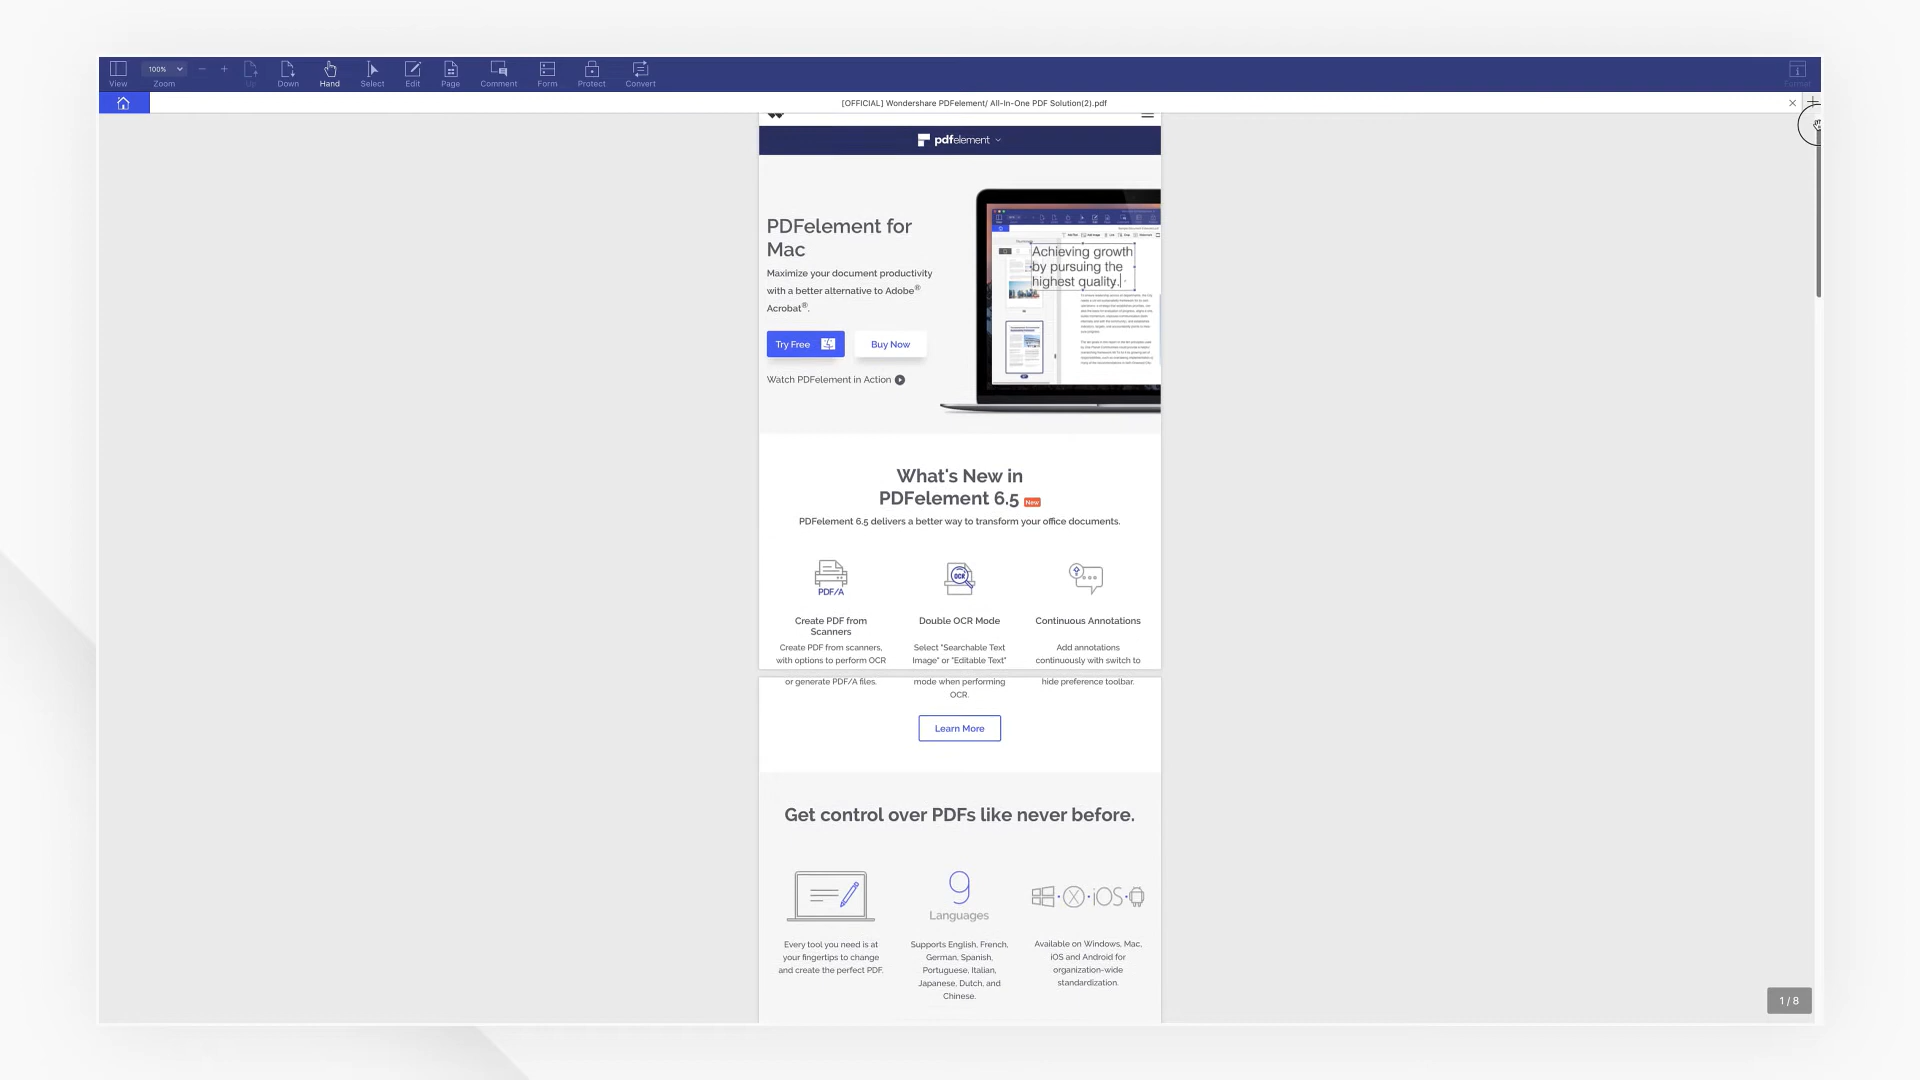 View
100%
Zoom
Up
Down
Hand
Select
Edit
Page
Comment
Form
Protect
Convert
Format
[OFFICIAL] Wondershare PDFelement/ All-In-One PDF Solution(2).pdf
pdfelement
PDFelement for
Mac
Maximize your document productivity
with a better alternative to Adobe®
Acrobat®.
Try Free
Buy Now
Watch PDFelement in Action
Achieving growth
by pursuing the
highest quality.
What's New in
PDFelement 6.5 New
PDFelement 6.5 delivers a better way to transform your office documents.
PDF/A
OCR
Create PDF from
Scanners
Create PDF from scanners,
with options to perform OCR
or generate PDF/A files.
Double OCR Mode
Select "Searchable Text
Image" or "Editable Text"
mode when performing
OCR.
Continuous Annotations
Add annotations
continuously with switch to
hide preference toolbar.
Learn More
Get control over PDFs like never before.
9
Languages
iOS
Every tool you need is at
your fingertips to change
and create the perfect PDF.
Supports English, French,
German, Spanish,
Portuguese, Italian,
Japanese, Dutch, and
Chinese.
Available on Windows, Mac,
iOS and Android for
organization-wide
standardization.
1 / 8